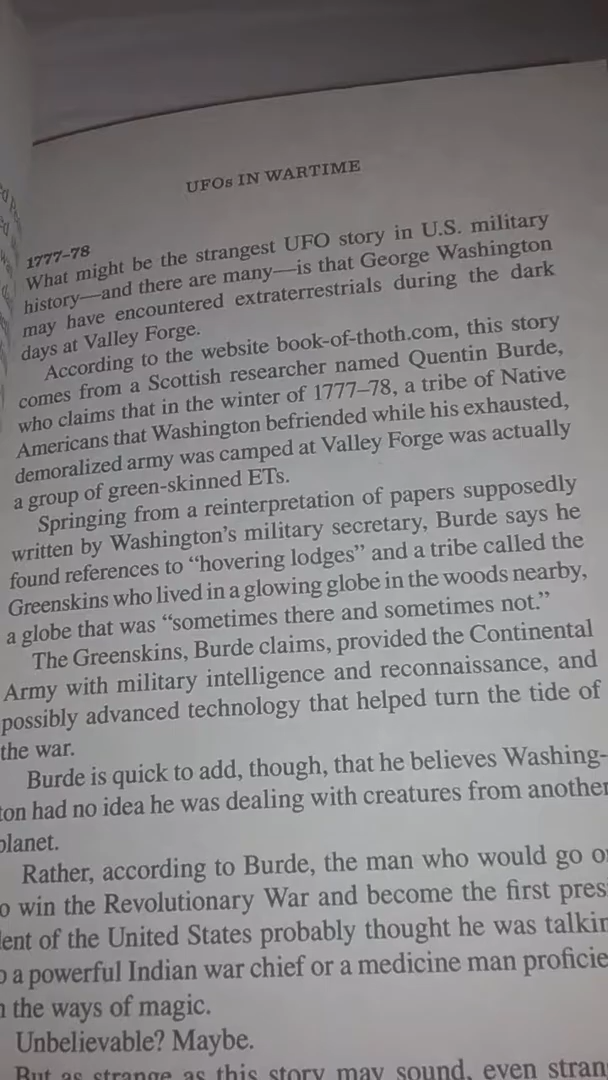 UFOs IN WARTIME
1777–78
What might be the strangest UFO story in U.S. military
history—and there are many—is that George Washington
may have encountered extraterrestrials during the dark
days at Valley Forge.
According to the website book-of-thoth.com, this story
comes from a Scottish researcher named Quentin Burde,
who claims that in the winter of 1777–78, a tribe of Native
Americans that Washington befriended while his exhausted,
demoralized army was camped at Valley Forge was actually
a group of green-skinned ETs.
Springing from a reinterpretation of papers supposedly
written by Washington's military secretary, Burde says he
found references to “hovering lodges” and a tribe called the
Greenskins who lived in a glowing globe in the woods nearby,
a globe that was “sometimes there and sometimes not.”
The Greenskins, Burde claims, provided the Continental
Army with military intelligence and reconnaissance, and
possibly advanced technology that helped turn the tide of
the war.
Burde is quick to add, though, that he believes Washing-
ton had no idea he was dealing with creatures from another
planet.
Rather, according to Burde, the man who would go o
o win the Revolutionary War and become the first pres
ent of the United States probably thought he was talkin
a powerful Indian war chief or a medicine man proficie
the ways of magic.
Unbelievable? Maybe.
But as strange as this story may sound, even stran